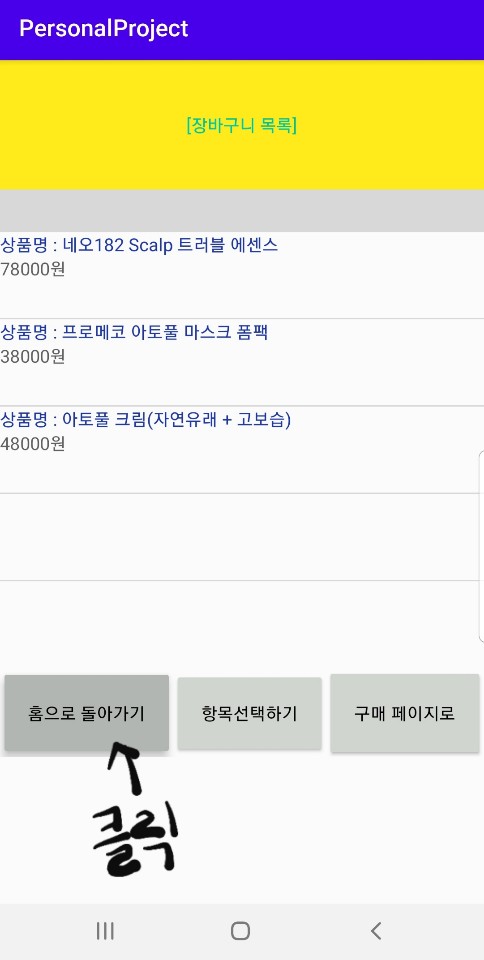 PersonalProject
[장바구니 목록]
상품명 : 네오182 Scalp 트러블 에센스
78000원
상품명 : 프로메코 아토풀 마스크 폼팩
38000원
상품명 : 아토풀 크림(자연유래 + 고보습)
48000원
홈으로 돌아가기
항목선택하기
구매 페이지로
클릭